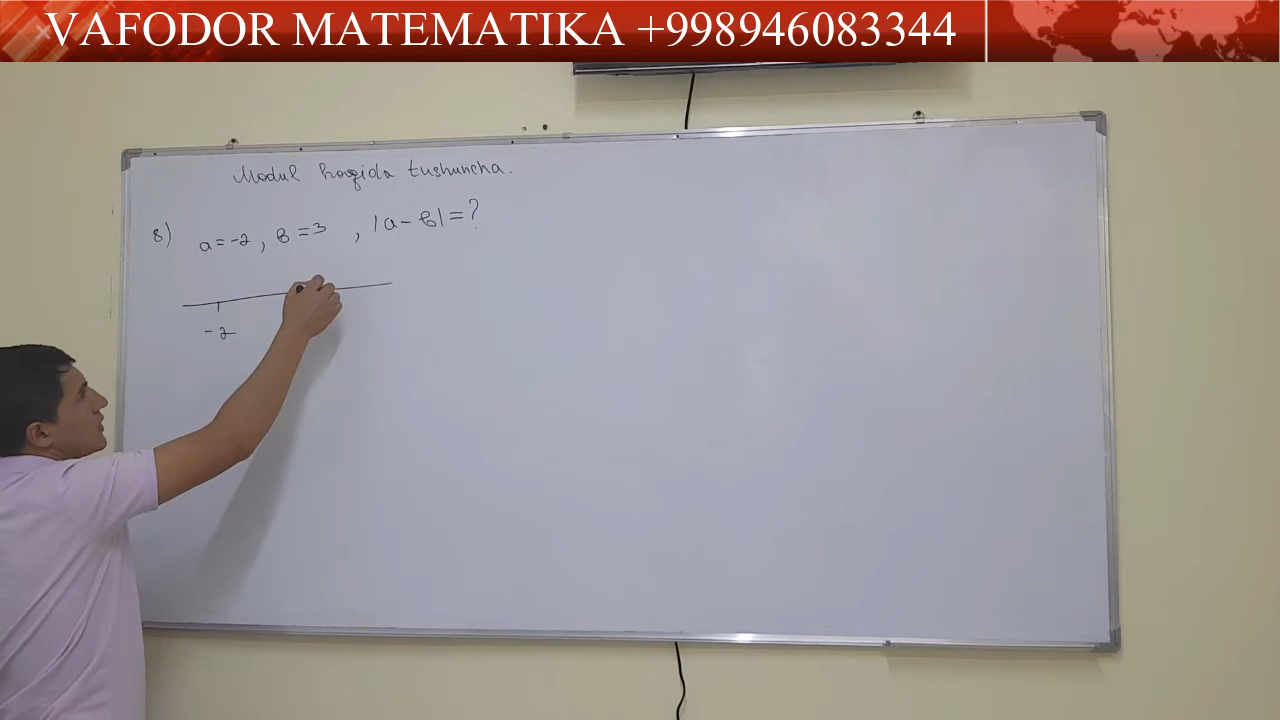 VAFODOR MATEMATIKA +998946083344
Modul haqida tushuncha.
8) a=-2, b=3, |a-b|=?
-2